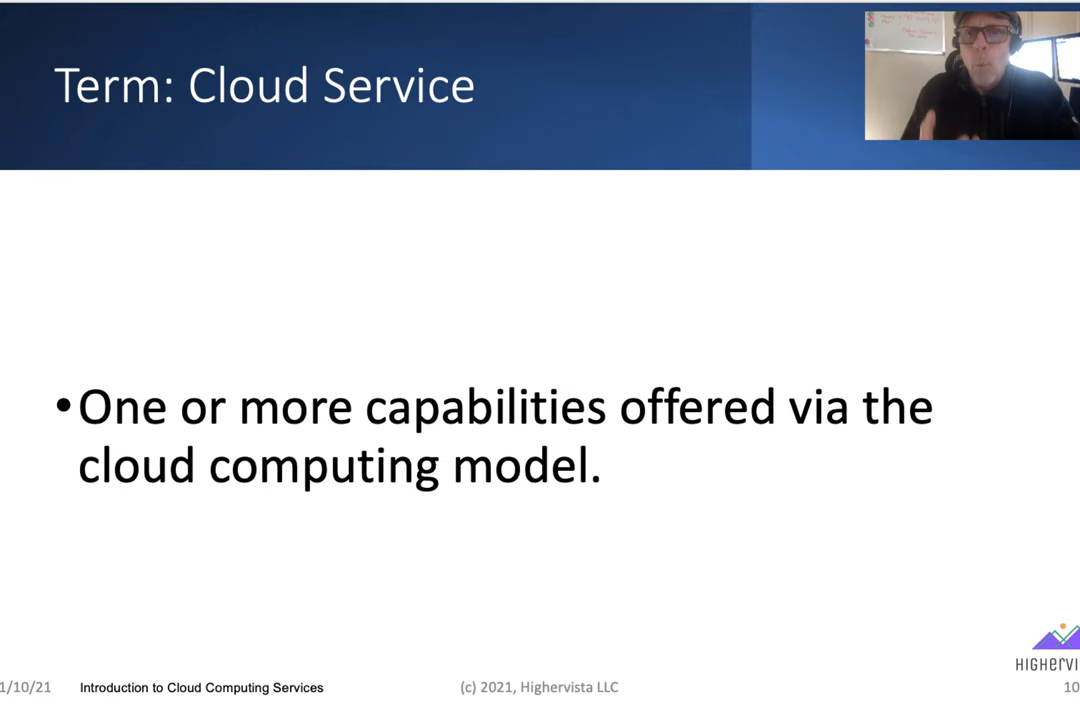 Term: Cloud Service
•One or more capabilities offered via the
cloud computing model.
HIGHerVI
1/10/21 Introduction to Cloud Computing Services (c) 2021, Highervista LLC 10